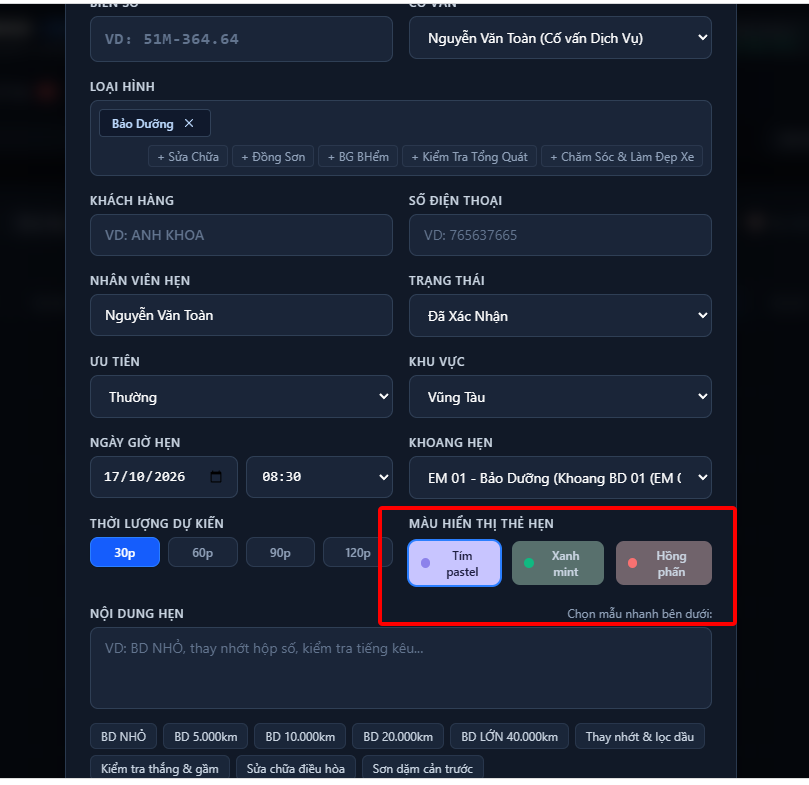 BIỂN SỐ
CỐ VẤN
VD: 51M-364.64
Nguyễn Văn Toàn (Cố vấn Dịch Vụ)
LOẠI HÌNH
Bảo Dưỡng ×
+ Sửa Chữa
+ Đồng Sơn
+ BG BHểm
+ Kiểm Tra Tổng Quát
+ Chăm Sóc & Làm Đẹp Xe
KHÁCH HÀNG
SỐ ĐIỆN THOẠI
VD: ANH KHOA
VD: 765637665
NHÂN VIÊN HẸN
TRẠNG THÁI
Nguyễn Văn Toàn
Đã Xác Nhận
ƯU TIÊN
KHU VỰC
Thường
Vũng Tàu
NGÀY GIỜ HẸN
KHOANG HẸN
17/10/2026
08:30
EM 01 - Bảo Dưỡng (Khoang BD 01 (EM 0
THỜI LƯỢNG DỰ KIẾN
MÀU HIỂN THỊ THẺ HẸN
30p
60p
90p
120p
Tím
pastel
Xanh
mint
Hồng
phấn
NỘI DUNG HẸN
Chọn mẫu nhanh bên dưới:
VD: BD NHỎ, thay nhớt hộp số, kiểm tra tiếng kêu...
BD NHỎ
BD 5.000km
BD 10.000km
BD 20.000km
BD LỚN 40.000km
Thay nhớt & lọc dầu
Kiểm tra thắng & gầm
Sửa chữa điều hòa
Sơn dặm cản trước